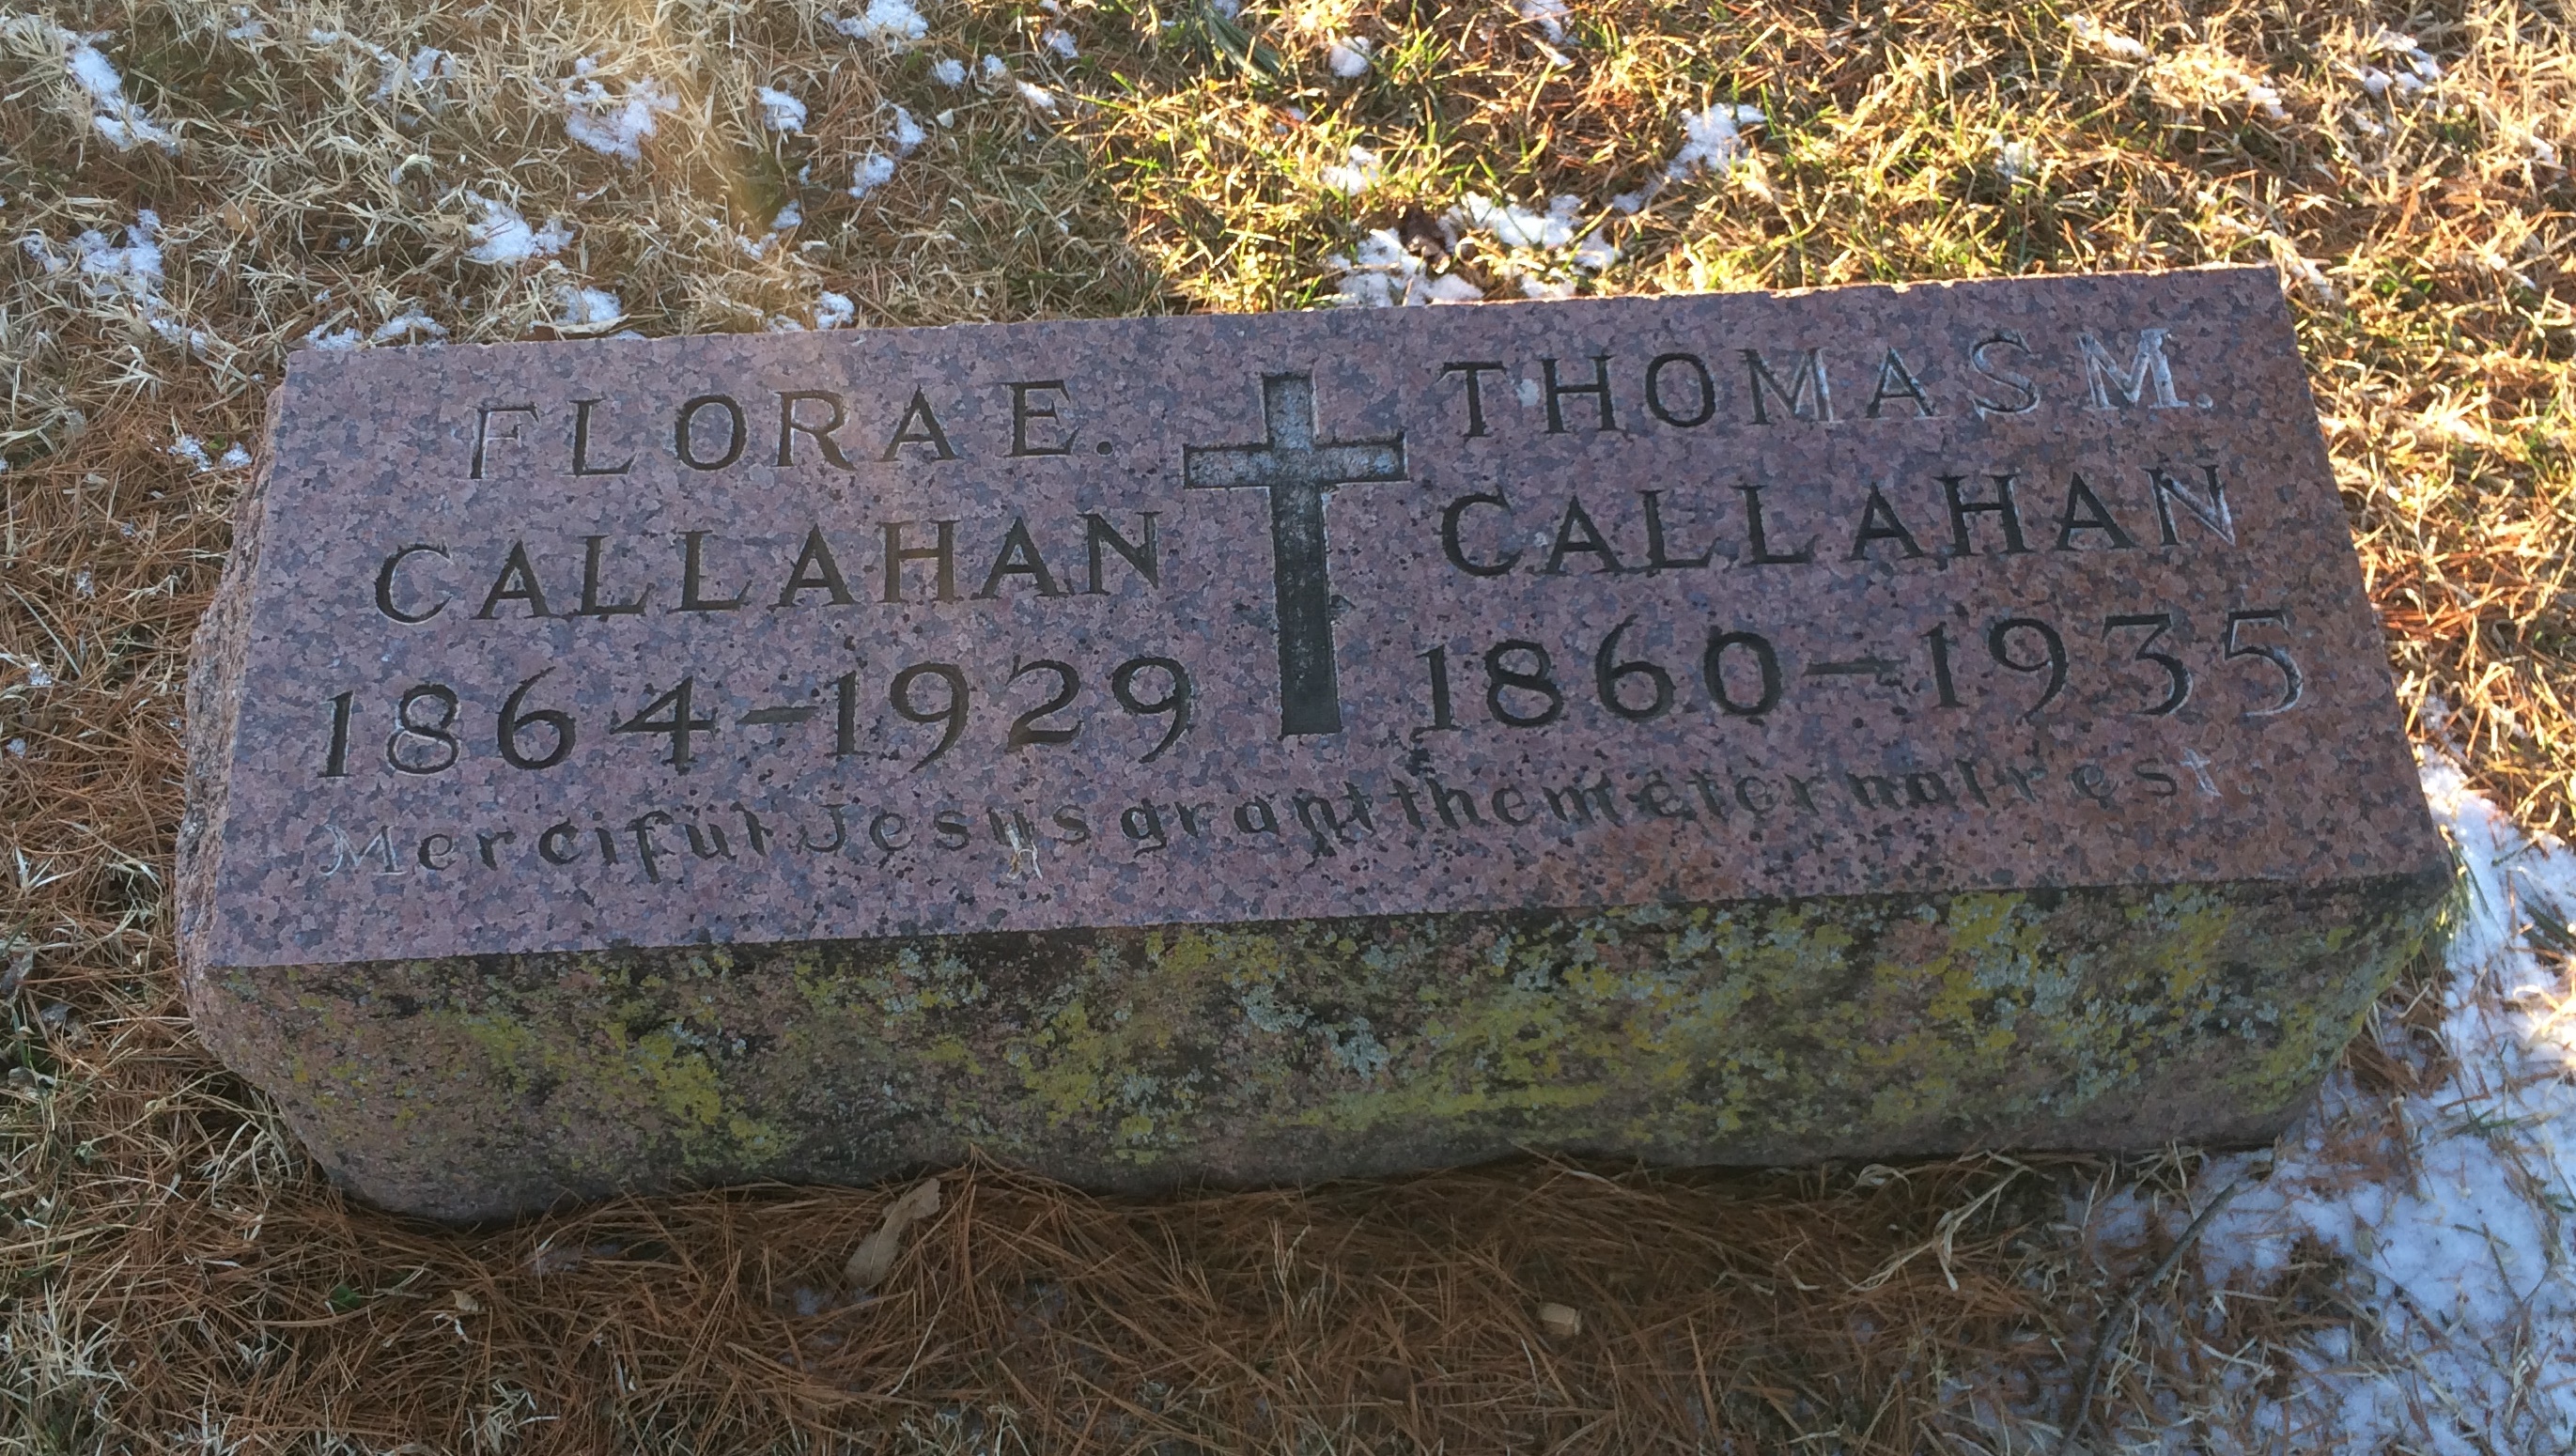 FLORA E.
CALLAHAN
1864-1929
THOMAS M.
CALLAHAN
1860-1935
Merciful Jesus grant them eternal rest.